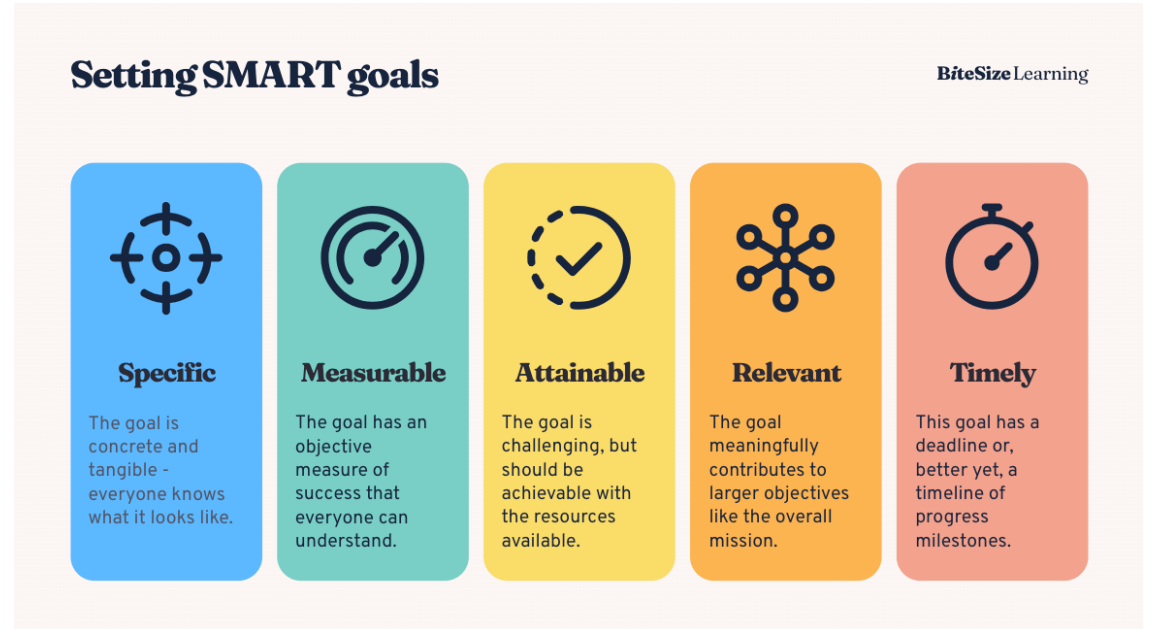 Setting SMART goals
BiteSize Learning
Specific
The goal is
concrete and
tangible -
everyone knows
what it looks like.
Measurable
The goal has an
objective
measure of
success that
everyone can
understand.
Attainable
The goal is
challenging, but
should be
achievable with
the resources
available.
Relevant
The goal
meaningfully
contributes to
larger objectives
like the overall
mission.
Timely
This goal has a
deadline or,
better yet, a
timeline of
progress
milestones.